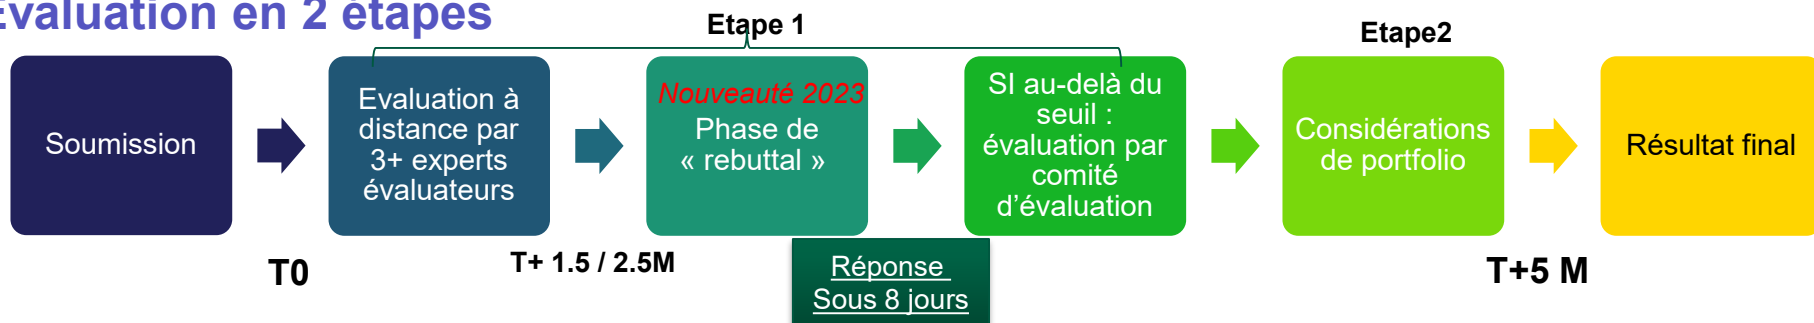 Evaluation en 2 étapes
Etape 1
Etape2
Soumission
Evaluation à
distance par
3+ experts
évaluateurs
Nouveauté 2023
Phase de
« rebuttal »
SI au-delà du
seuil :
évaluation par
comité
d'évaluation
Considérations
de portfolio
Résultat final
T0
T+ 1.5 / 2.5M
Réponse
Sous 8 jours
T+5 M